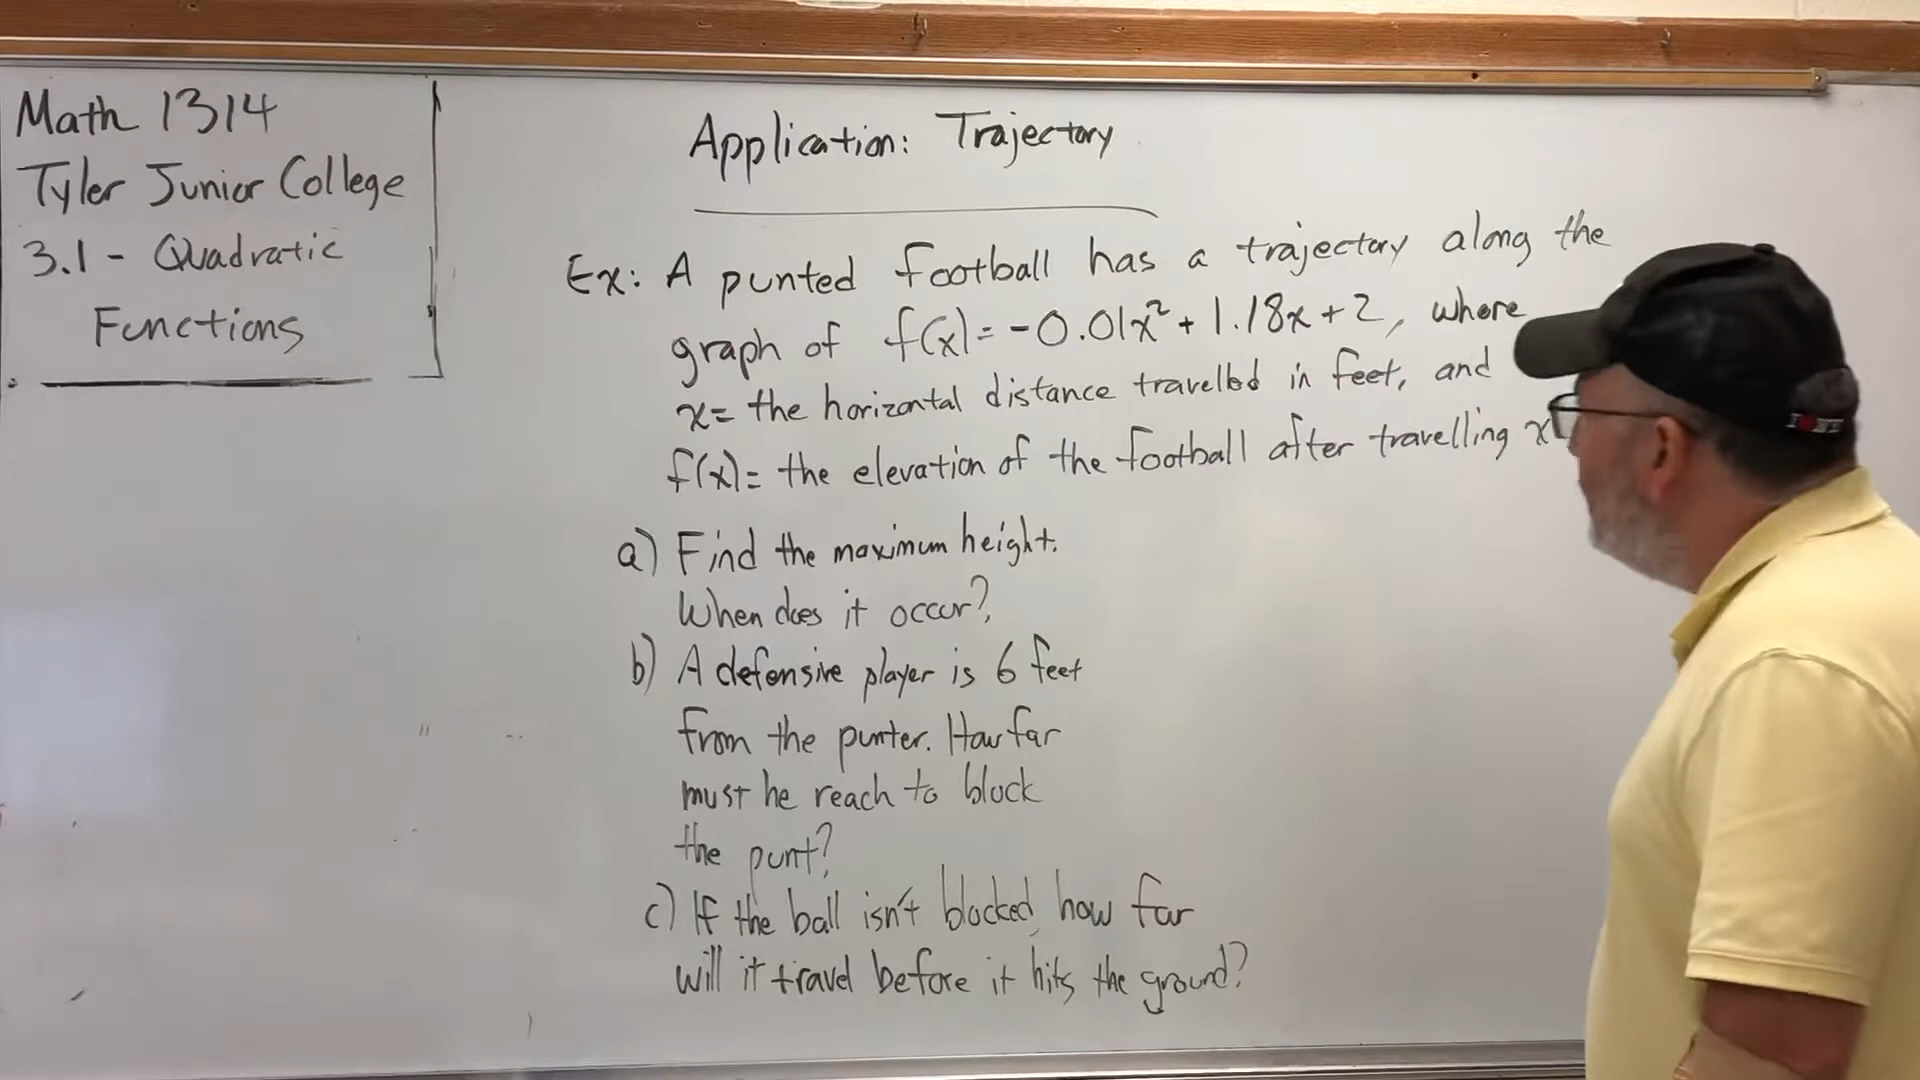 Math 1314
Tyler Junior College
3.1 - Quadratic
Functions
Application: Trajectory
Ex: A punted football has a trajectory along the
graph of f(x) = -0.01x² + 1.18x + 2, where
x = the horizontal distance travelled in feet, and
f(x) = the elevation of the football after travelling x
a) Find the maximum height.
When does it occur?
b) A defensive player is 6 feet
from the punter. How far
must he reach to block
the punt?
c) If the ball isn't blocked, how far
will it travel before it hits the ground?